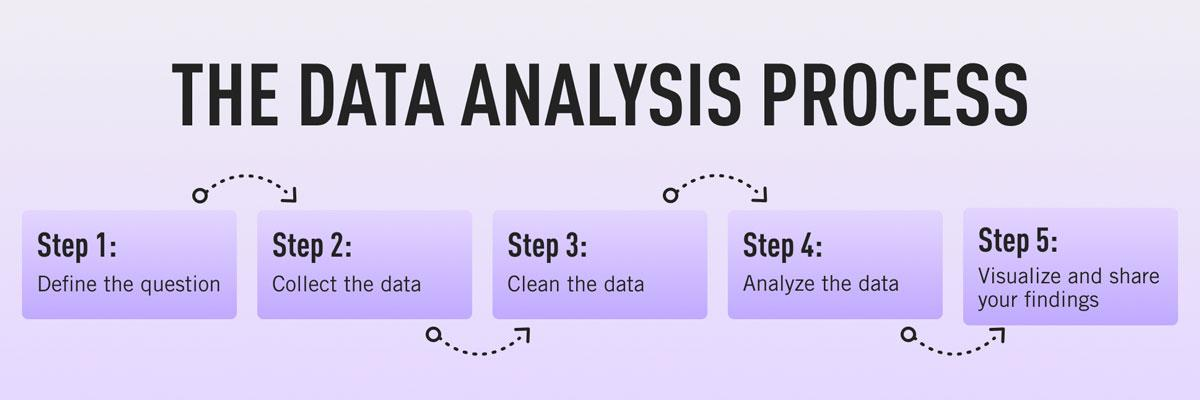 THE DATA ANALYSIS PROCESS
Step 1:
Define the question
Step 2:
Collect the data
Step 3:
Clean the data
Step 4:
Analyze the data
Step 5:
Visualize and share
your findings